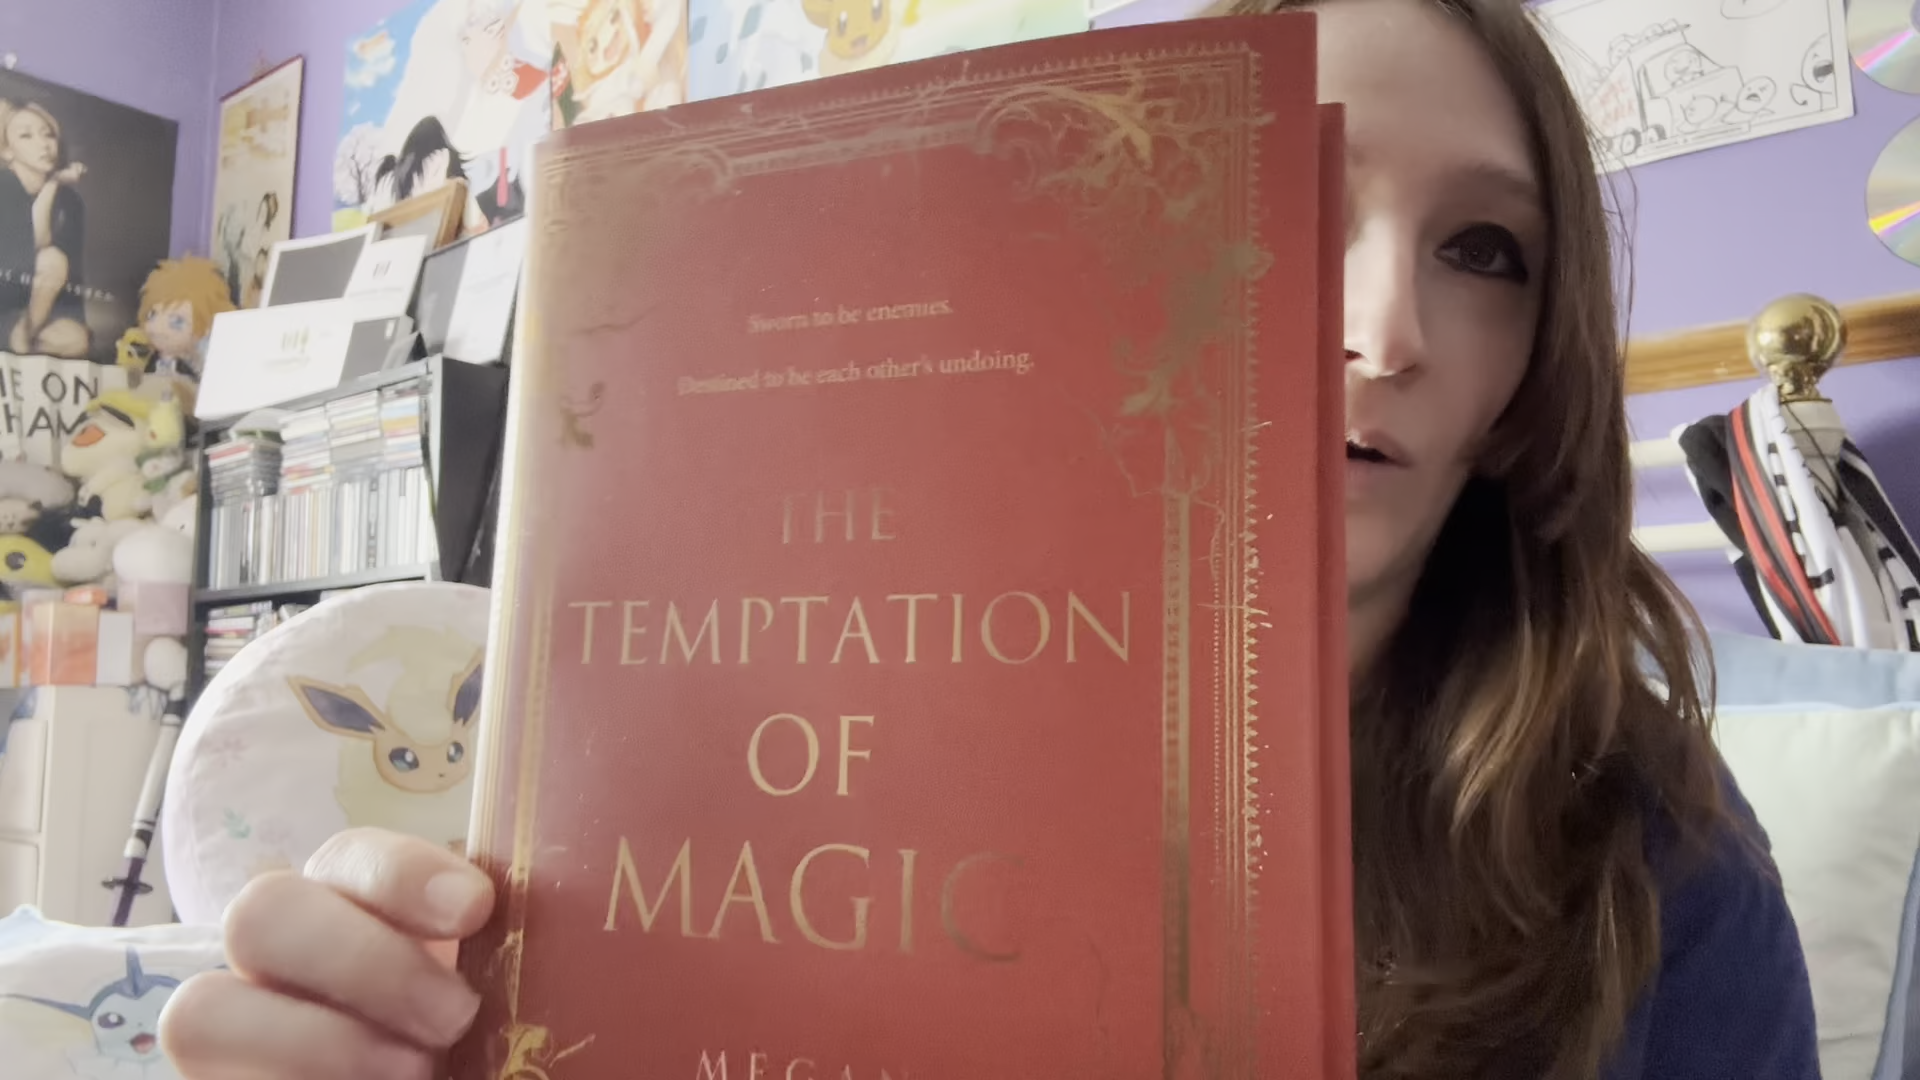 Sworn to be enemies.
Destined to be each other's undoing.
THE
TEMPTATION
OF
MAGIC
MEGAN